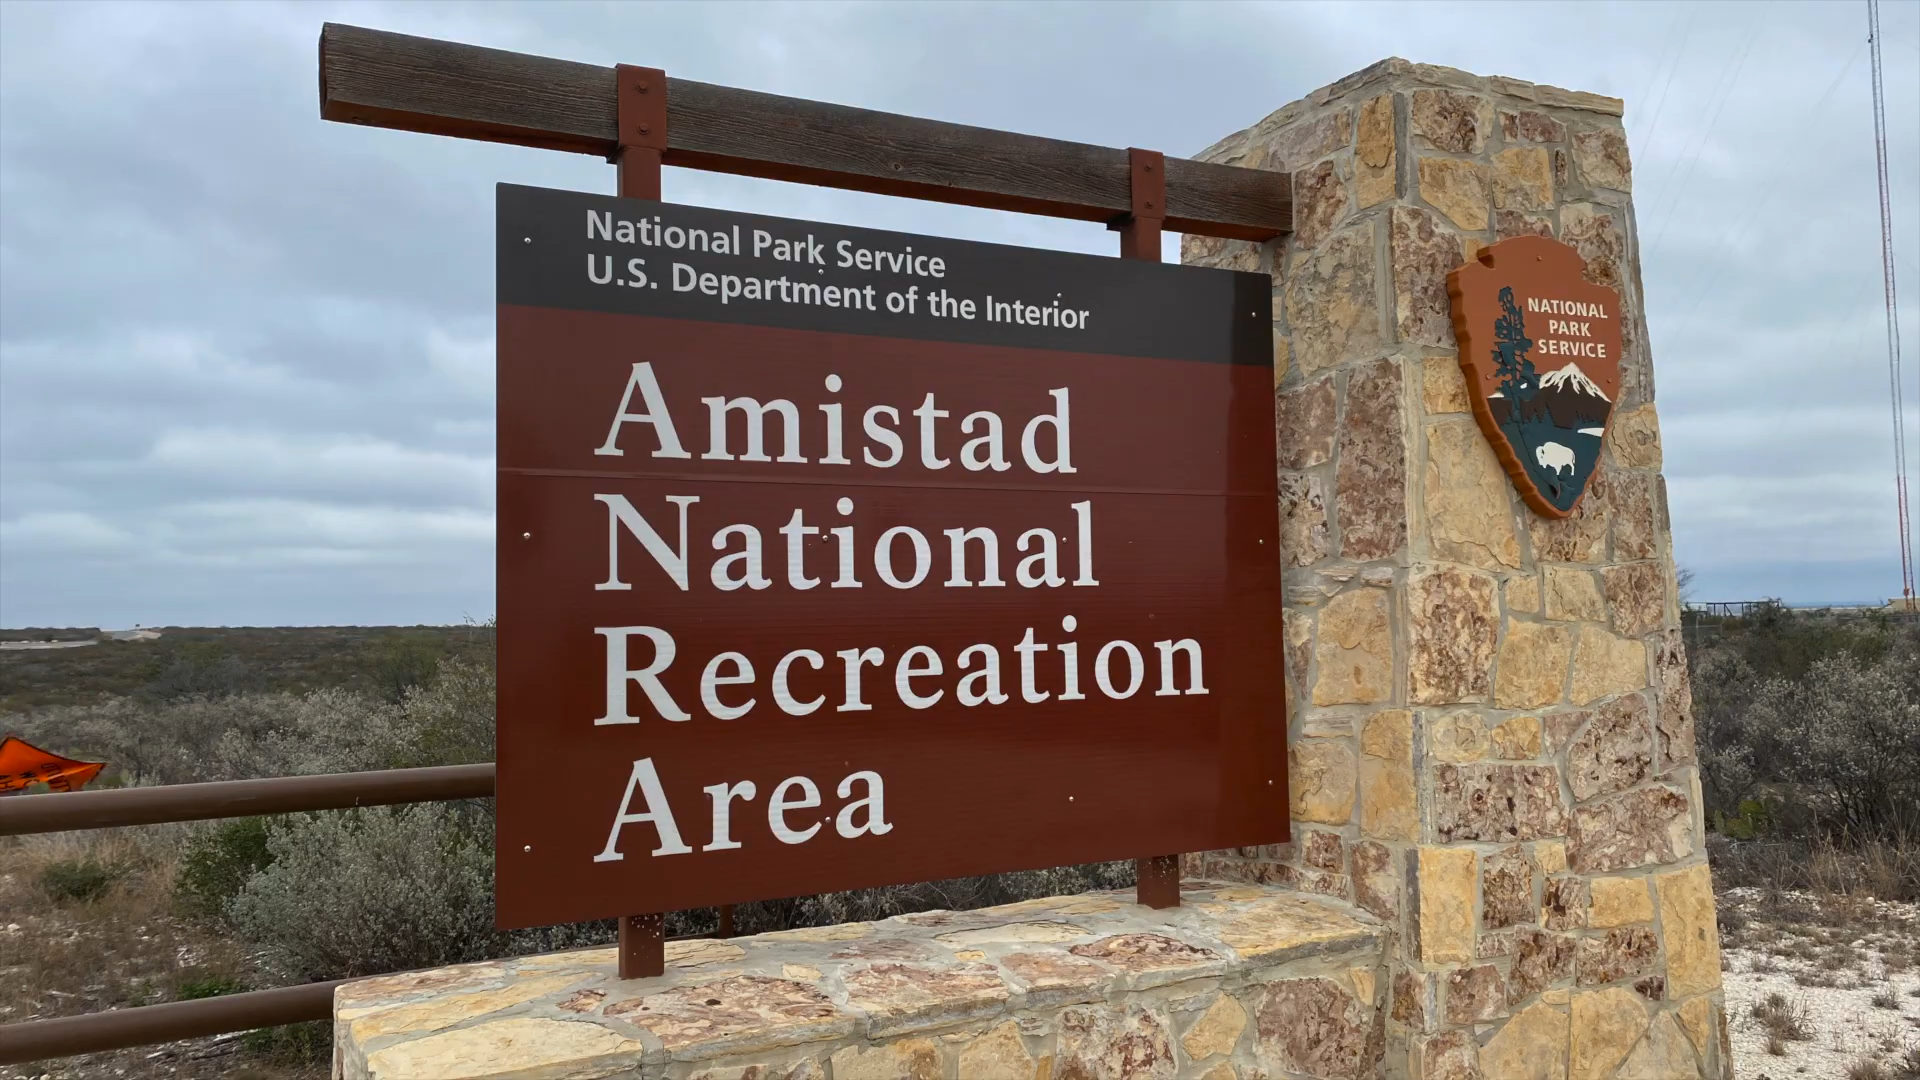 National Park Service
U.S. Department of the Interior
Amistad
National
Recreation
Area
NATIONAL
PARK
SERVICE